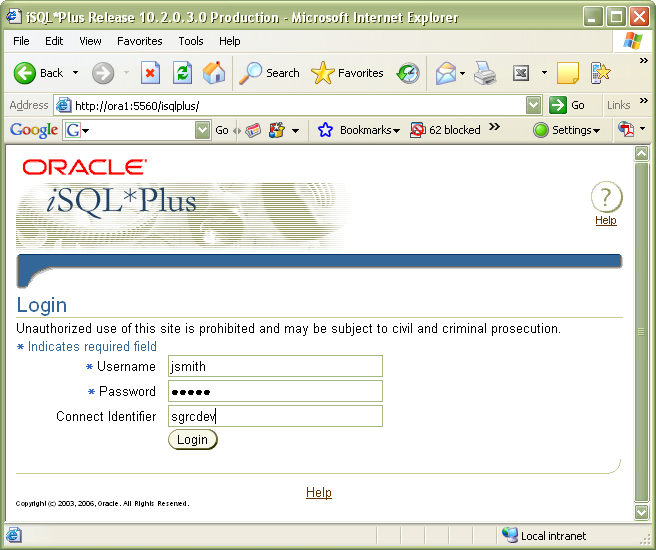 iSQL*Plus Release 10.2.0.3.0 Production - Microsoft Internet Explorer
File Edit View Favorites Tools Help
Back Search Favorites »
Address http://ora1:5560/isqlplus/ Go Links »
Google G Go Bookmarks 62 blocked » Settings
ORACLE®
iSQL*Plus
?
Help
Login
Unauthorized use of this site is prohibited and may be subject to civil and criminal prosecution.
* Indicates required field
* Username jsmith
* Password •••••
Connect Identifier sgrcdev
Login
Help
Copyright (c) 2003, 2006, Oracle. All Rights Reserved.
Local intranet